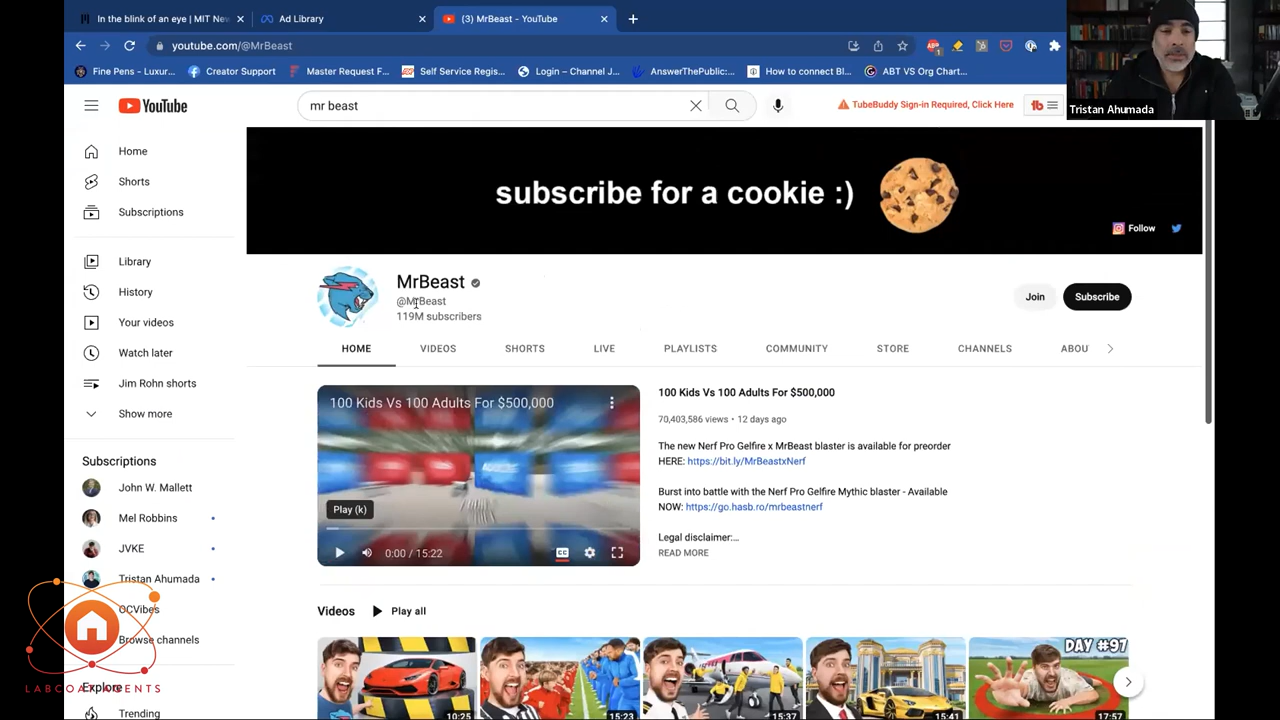 In the blink of an eye | MIT Nev
Ad Library
(3) MrBeast - YouTube
youtube.com/@MrBeast
Fine Pens - Luxur...
Creator Support
Master Request F...
Self Service Regis...
Login – Channel J...
AnswerThePublic:...
How to connect Bl...
ABT VS Org Chart...
Tristan Ahumada
YouTube
mr beast
TubeBuddy Sign-in Required, Click Here
tb
Home
Shorts
Subscriptions
Library
History
Your videos
Watch later
Jim Rohn shorts
Show more
Subscriptions
John W. Mallett
Mel Robbins
JVKE
Tristan Ahumada
OCVibes
Browse channels
Explore
Trending
LABCOAT AGENTS
subscribe for a cookie :)
Follow
MrBeast
@MrBeast
119M subscribers
Join
Subscribe
HOME
VIDEOS
SHORTS
LIVE
PLAYLISTS
COMMUNITY
STORE
CHANNELS
ABOU
100 Kids Vs 100 Adults For $500,000
Play (k)
0:00 / 15:22
CC
100 Kids Vs 100 Adults For $500,000
70,403,586 views • 12 days ago
The new Nerf Pro Gelfire x MrBeast blaster is available for preorder
HERE: https://bit.ly/MrBeastxNerf
Burst into battle with the Nerf Pro Gelfire Mythic blaster - Available
NOW: https://go.hasb.ro/mrbeastnerf
Legal disclaimer:...
READ MORE
Videos
Play all
10:25
15:23
15:37
15:41
DAY #97
17:57